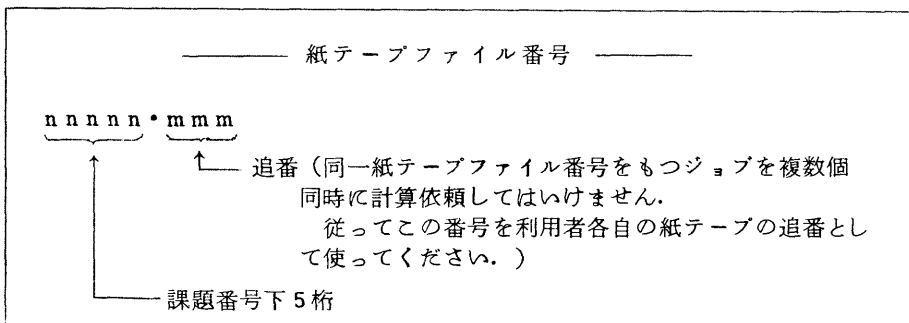 紙テープファイル番号
nnnnn・mmm
追番（同一紙テープファイル番号をもつジョブを複数個
同時に計算依頼してはいけません．
従ってこの番号を利用者各自の紙テープの追番とし
て使ってください．）
課題番号下5桁